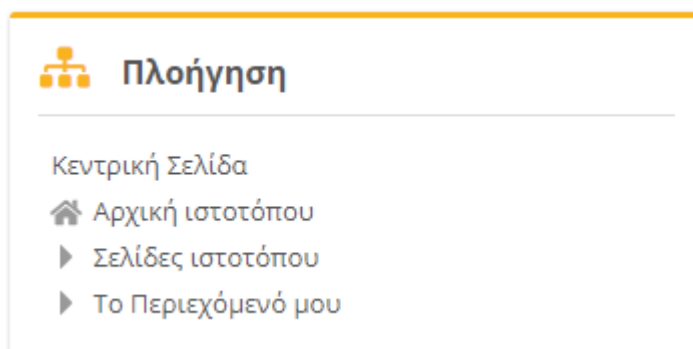 Πλοήγηση
Κεντρική Σελίδα
Αρχική ιστοτόπου
Σελίδες ιστοτόπου
Το Περιεχόμενό μου